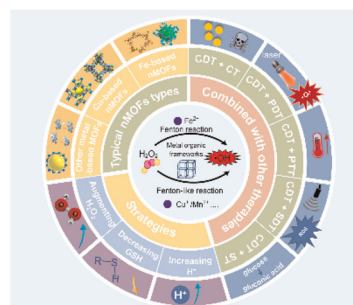 Fe-based
nMOFs
Cu-based
nMOFs
Other metal
based MOFs
Typical nMOFs types
CDT + CT
CDT + PDT
CDT + PTT
CDT + SDT
CDT + ST
Combined with other therapies
laser
ROS
glucose
gluconic acid
Fe²⁺
Fenton reaction
Metal organic
frameworks
H₂O₂
Fenton-like reaction
Cu⁺/Mn²⁺ ....
Strategies
Augmenting
H₂O₂
Decreasing
GSH
Increasing
H⁺
R
S
H
H⁺